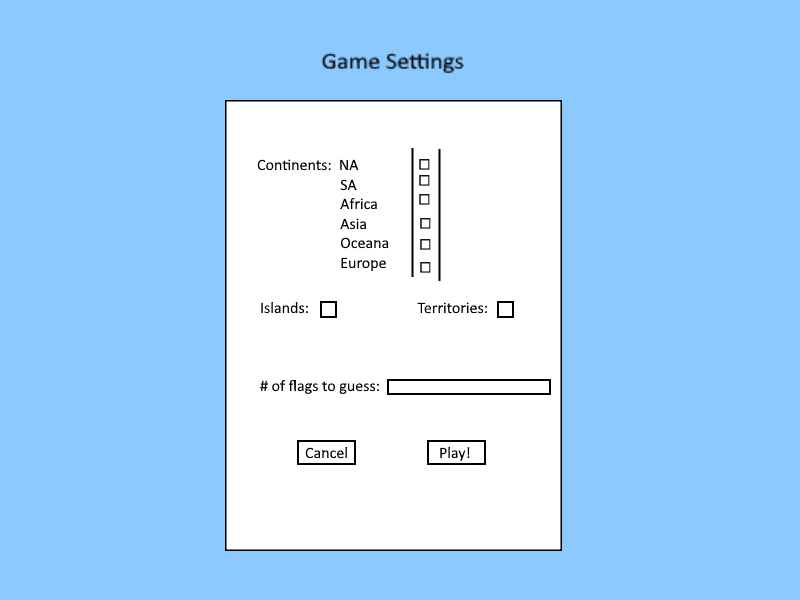 Game Settings
Continents: NA
SA
Africa
Asia
Oceana
Europe
Islands: Territories:
# of flags to guess:
Cancel Play!